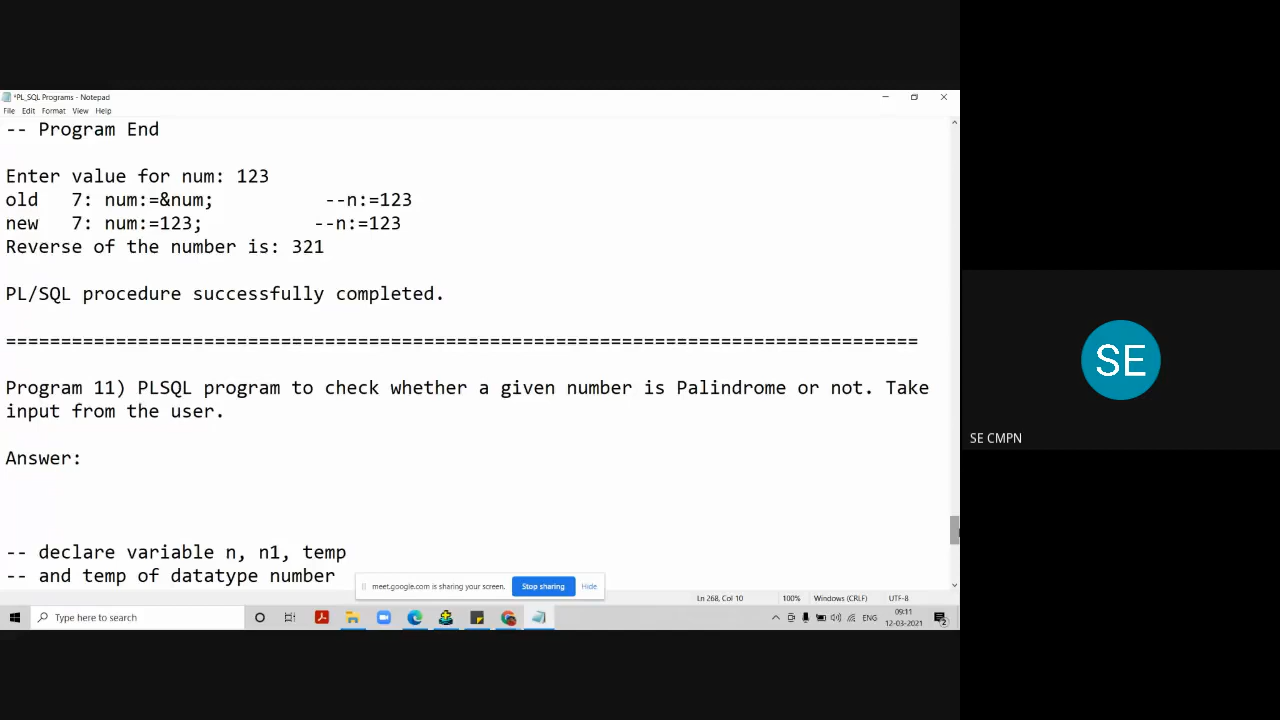 *PL_SQL Programs - Notepad
File Edit Format View Help
-- Program End
Enter value for num: 123
old   7: num:=&num;          --n:=123
new   7: num:=123;          --n:=123
Reverse of the number is: 321
PL/SQL procedure successfully completed.
===================================================================================
Program 11) PLSQL program to check whether a given number is Palindrome or not. Take
input from the user.
Answer:
-- declare variable n, n1, temp
-- and temp of datatype number
meet.google.com is sharing your screen. Stop sharing Hide
Ln 268, Col 10 100% Windows (CRLF) UTF-8
Type here to search
ENG
09:11
12-03-2021
2
SE
SE CMPN